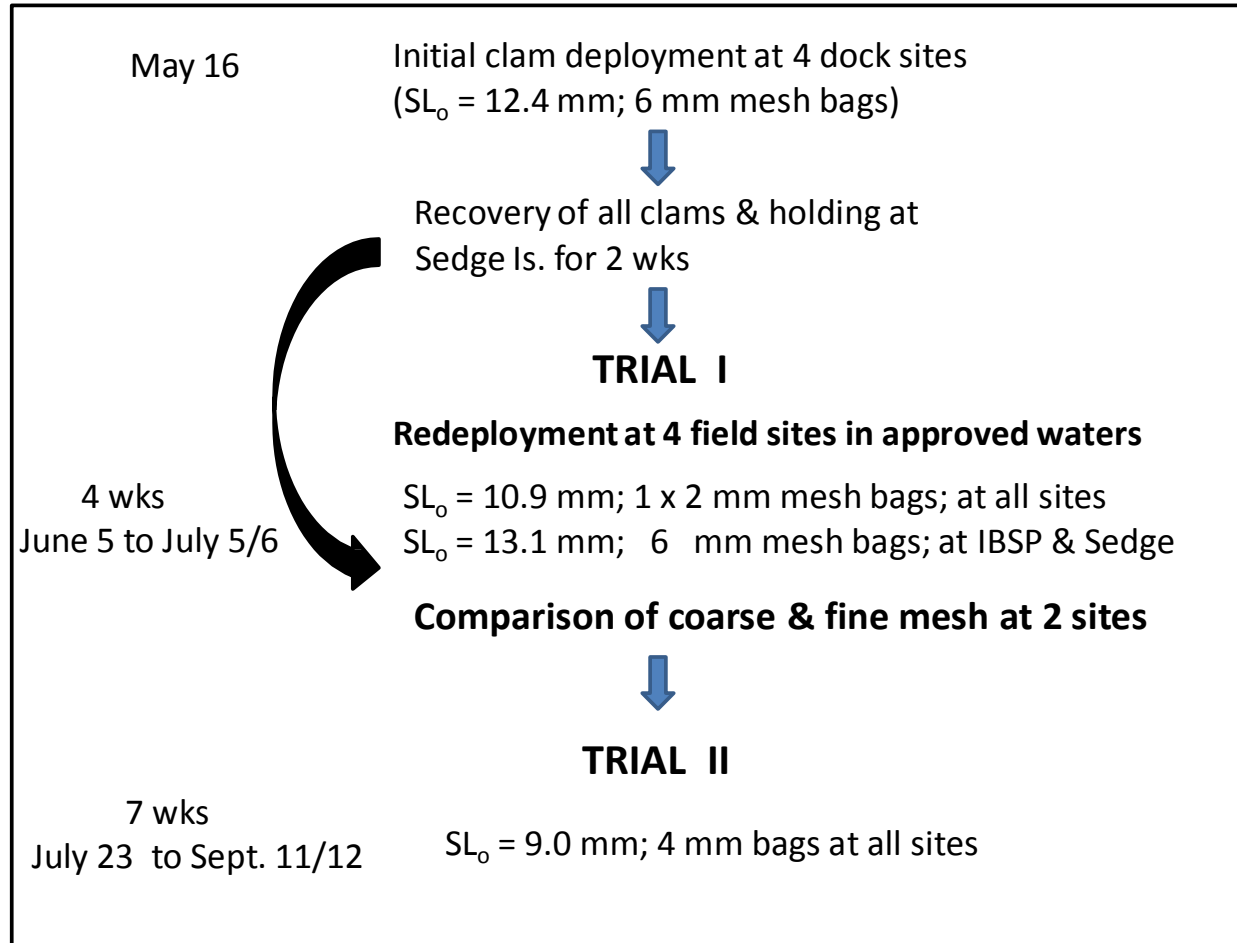 May 16
Initial clam deployment at 4 dock sites
(SLo = 12.4 mm; 6 mm mesh bags)
Recovery of all clams & holding at
Sedge Is. for 2 wks
TRIAL I
Redeployment at 4 field sites in approved waters
4 wks
June 5 to July 5/6
SLo = 10.9 mm; 1 x 2 mm mesh bags; at all sites
SLo = 13.1 mm; 6 mm mesh bags; at IBSP & Sedge
Comparison of coarse & fine mesh at 2 sites
TRIAL II
7 wks
July 23 to Sept. 11/12
SLo = 9.0 mm; 4 mm bags at all sites